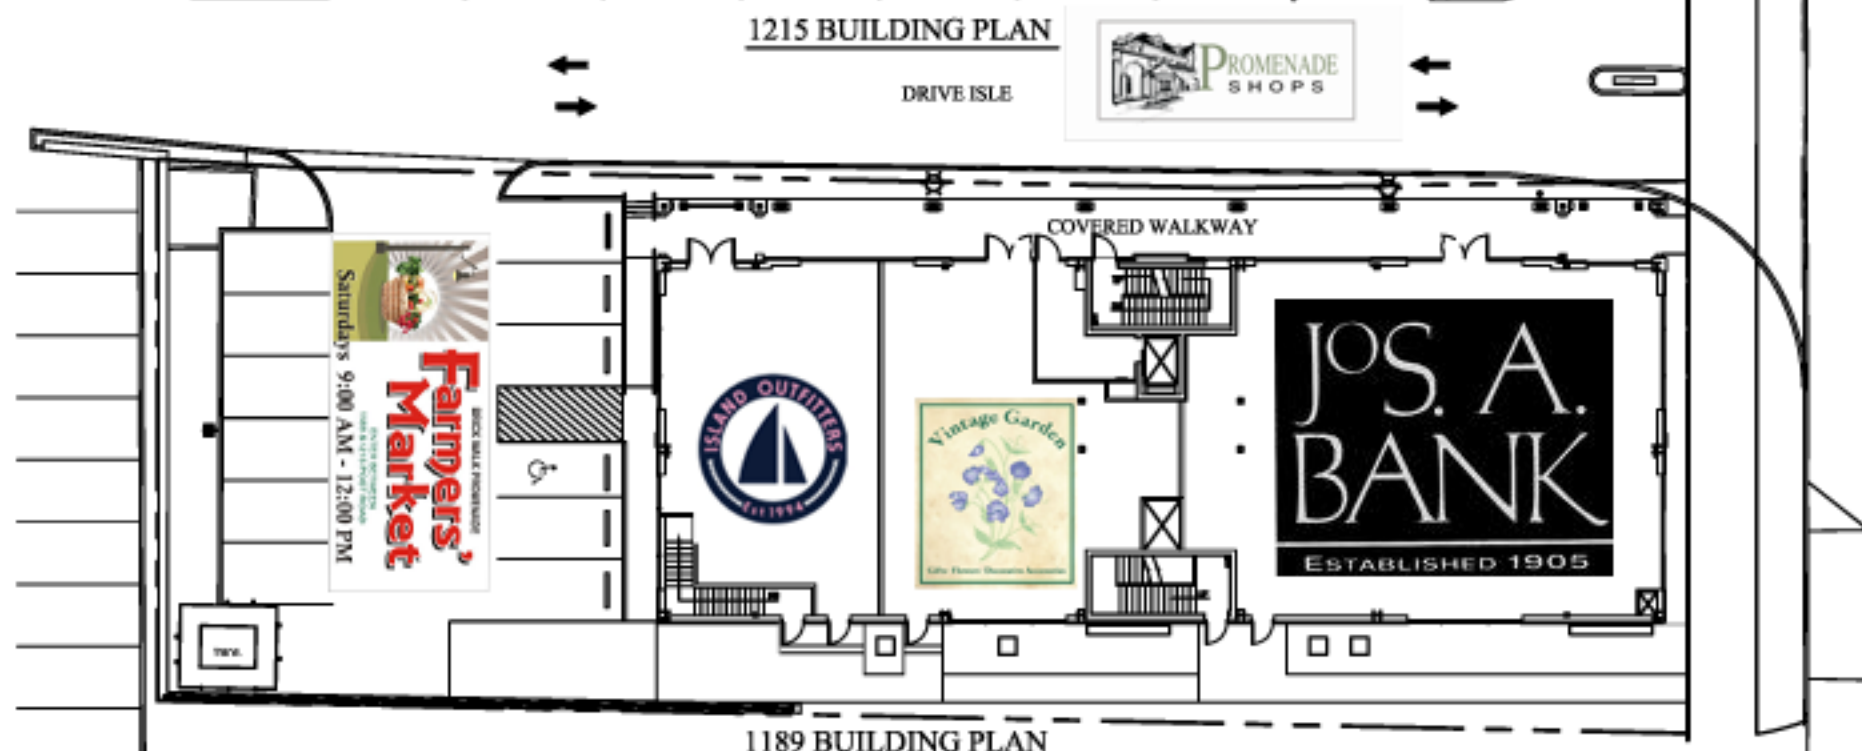 1215 BUILDING PLAN
PROMENADE
SHOPS
DRIVE ISLE
COVERED WALKWAY
Farmers'
Market
Saturdays 9:00 AM - 12:00 PM
ISLAND OUTFITTERS
Est 1994
Vintage Garden
JOS. A.
BANK
ESTABLISHED 1905
1189 BUILDING PLAN